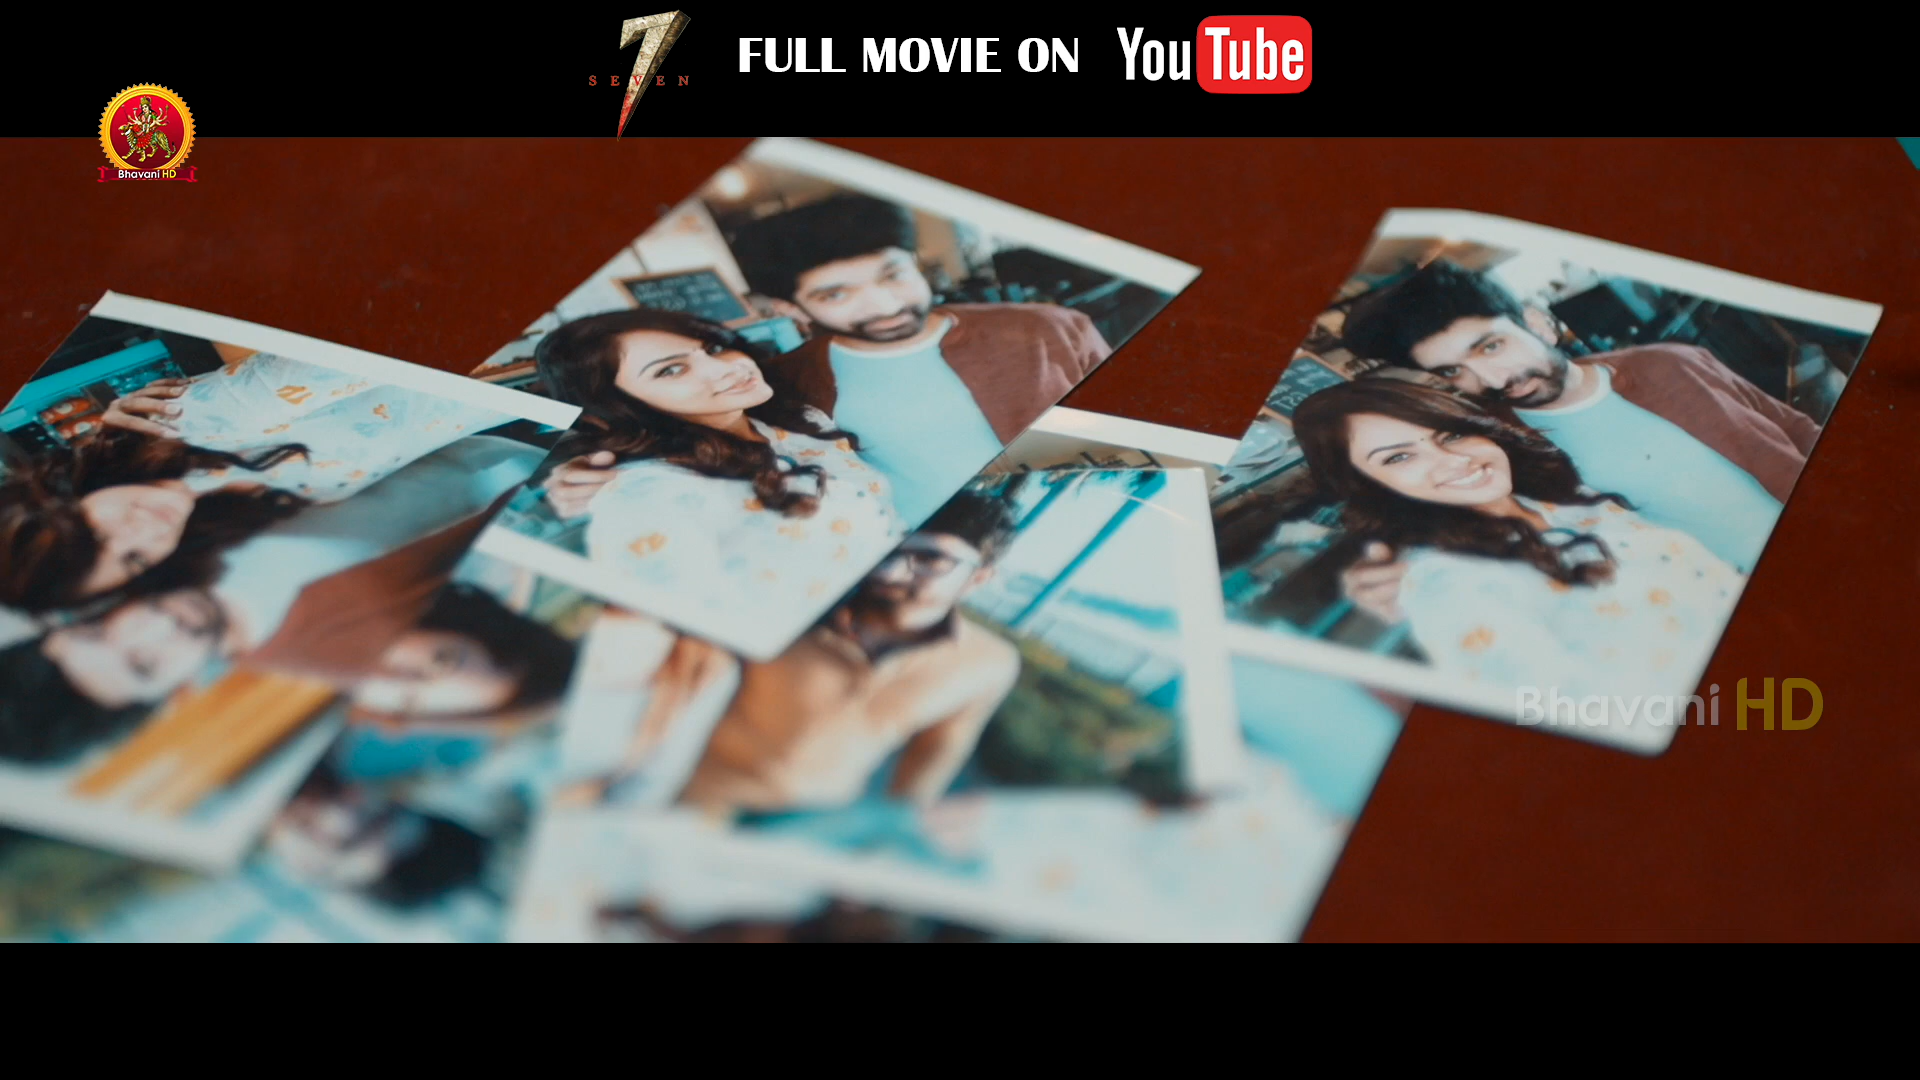 7
SEVEN
FULL MOVIE ON
YouTube
Bhavani HD
Bhavani HD